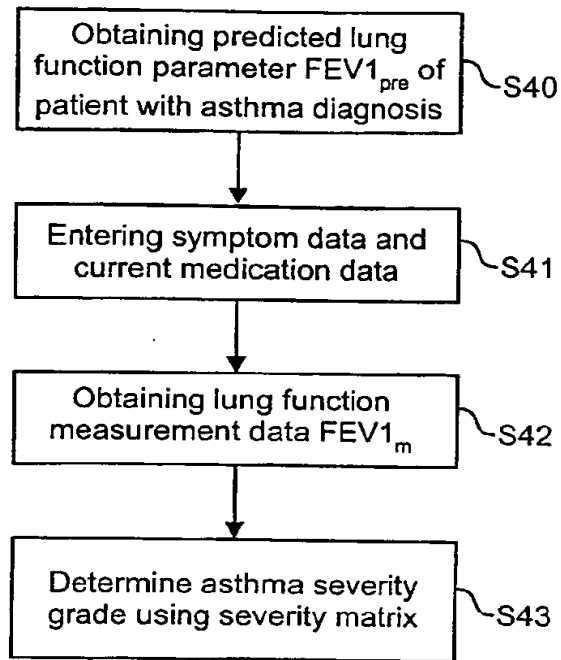 Obtaining predicted lung
function parameter FEV1pre of
patient with asthma diagnosis
S40
Entering symptom data and
current medication data
S41
Obtaining lung function
measurement data FEV1m
S42
Determine asthma severity
grade using severity matrix
S43